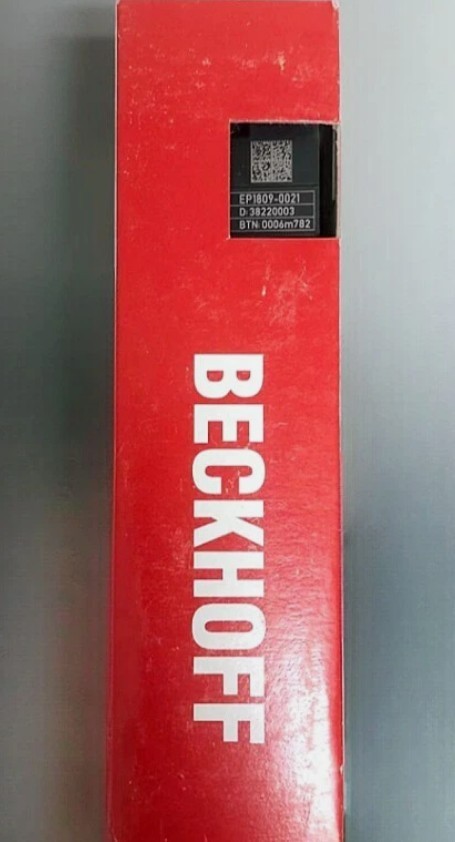 EP1809-0021
D: 38220003
BTN: 0006m782
BECKHOFF